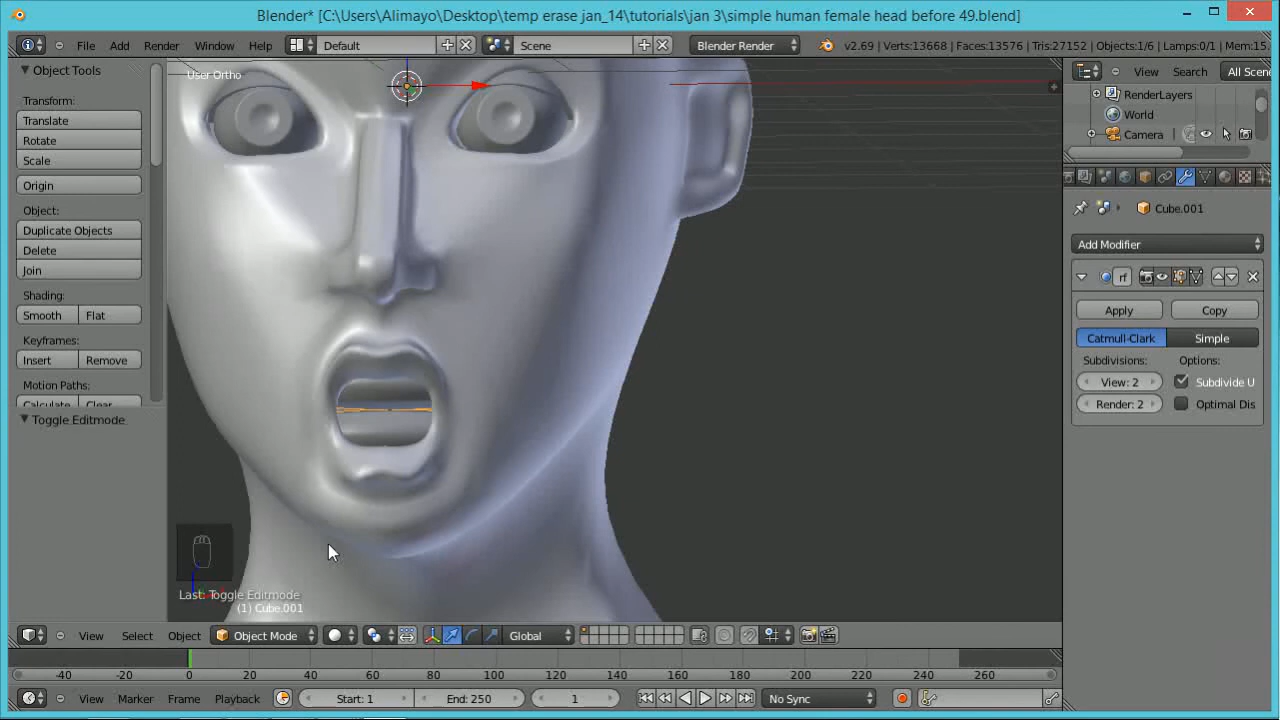 Blender* [C:\Users\Alimayo\Desktop\temp erase jan_14\tutorials\jan 3\simple human female head before 49.blend]
File Add Render Window Help Default Scene Blender Render v2.69 | Verts:13668 | Faces:13576 | Tris:27152 | Objects:1/6 | Lamps:0/1 | Mem:15.
Object Tools
Transform:
Translate
Rotate
Scale
Origin
Object:
Duplicate Objects
Delete
Join
Shading:
Smooth Flat
Keyframes:
Insert Remove
Motion Paths:
Calculate Clear
Toggle Editmode
User Ortho
Last: Toggle Editmode
(1) Cube.001
View Search All Scen
RenderLayers
World
Camera
Cube.001
Add Modifier
rf
Apply Copy
Catmull-Clark Simple
Subdivisions: Options:
View: 2 Subdivide U
Render: 2 Optimal Dis
View Select Object Object Mode Global
-40 -20 0 20 40 60 80 100 120 140 160 180 200 220 240 260
View Marker Frame Playback Start: 1 End: 250 1 No Sync